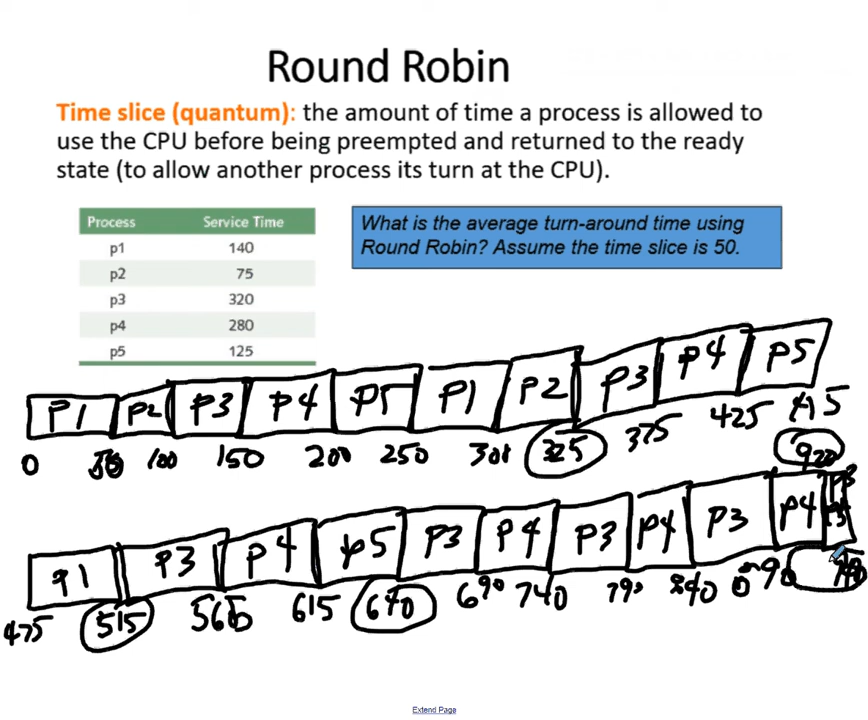 Round Robin
Time slice (quantum): the amount of time a process is allowed to
use the CPU before being preempted and returned to the ready
state (to allow another process its turn at the CPU).
Process Service Time
p1 140
p2 75
p3 320
p4 280
p5 125
What is the average turn-around time using
Round Robin? Assume the time slice is 50.
P1 P2 P3 P4 P5 P1 P2 P3 P4 P5
0 50 100 150 200 250 300 325 375 425
920
P1 P3 P4 P5 P3 P4 P3 P4 P3 P4 P3
475 515 565 615 640 690 740 790 840
Extend Page